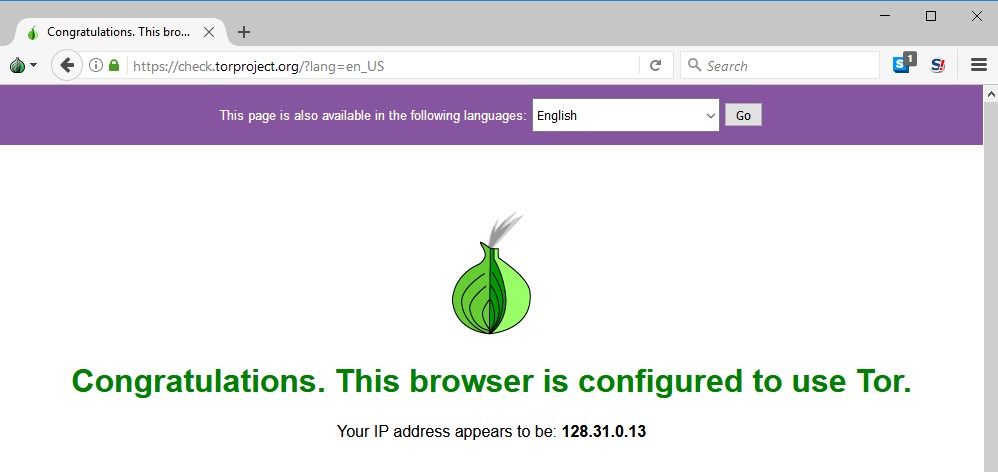 Congratulations. This bro...
https://check.torproject.org/?lang=en_US
Search
S 1
S!
This page is also available in the following languages: English Go
Congratulations. This browser is configured to use Tor.
Your IP address appears to be: 128.31.0.13